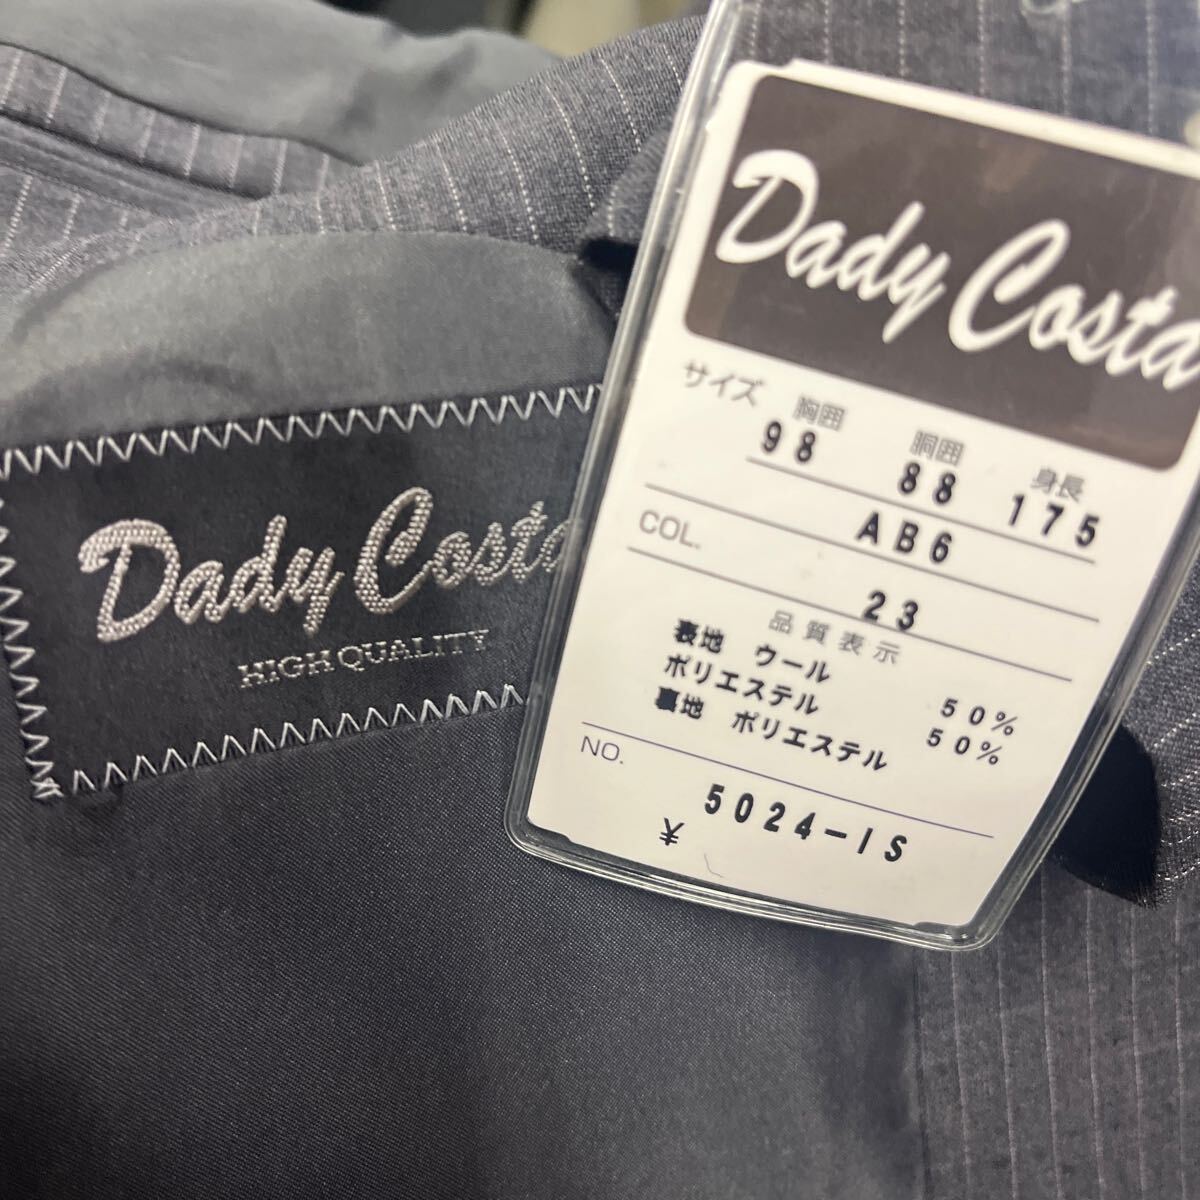 Dady Costa
HIGH QUALITY
Dady Costa
サイズ 胸囲 胴囲 身長
98 88 175
AB6
COL.
23
品質表示
表地 ウール 50%
ポリエステル 50%
裏地 ポリエステル
NO.
5024-1S
¥